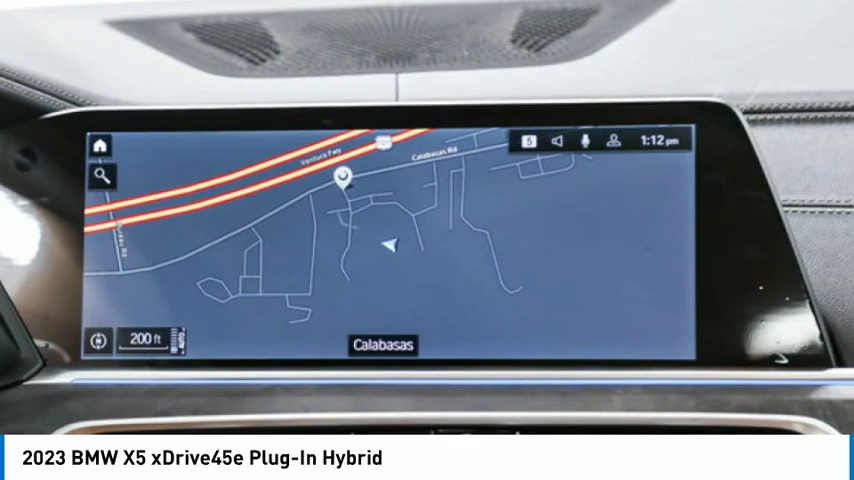 Ventura Fwy
101
Calabasas Rd
5
1:12 pm
200 ft
Calabasas
2023 BMW X5 xDrive45e Plug-In Hybrid